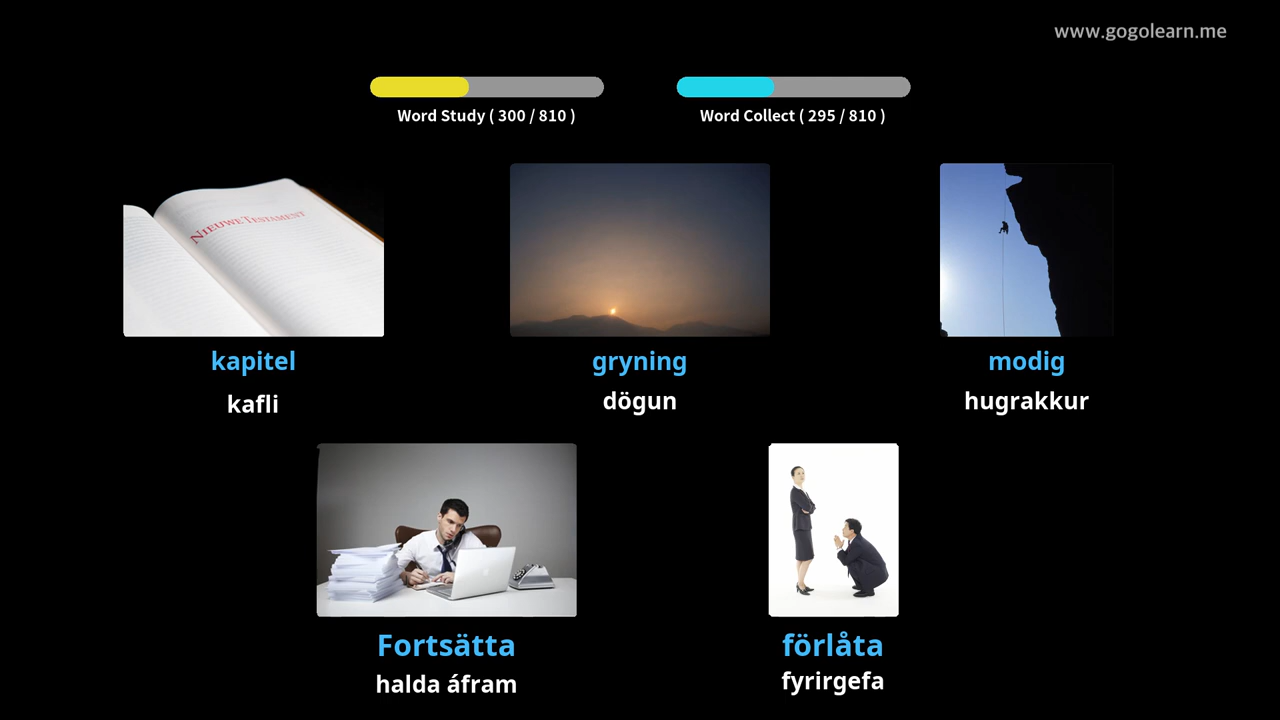 www.gogolearn.me
Word Study ( 300 / 810 )
Word Collect ( 295 / 810 )
NIEUWE TESTAMENT
kapitel
gryning
modig
kafli
dögun
hugrakkur
Fortsätta
förlåta
halda áfram
fyrirgefa